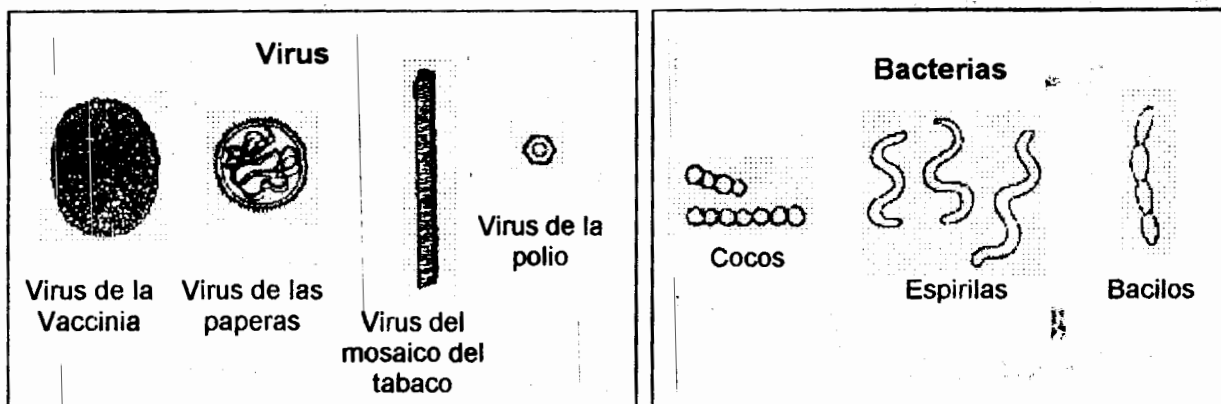 Virus
Virus de la
Vaccinia
Virus de las
paperas
Virus del
mosaico del
tabaco
Virus de la
polio
Bacterias
Cocos
Espirilas
Bacilos